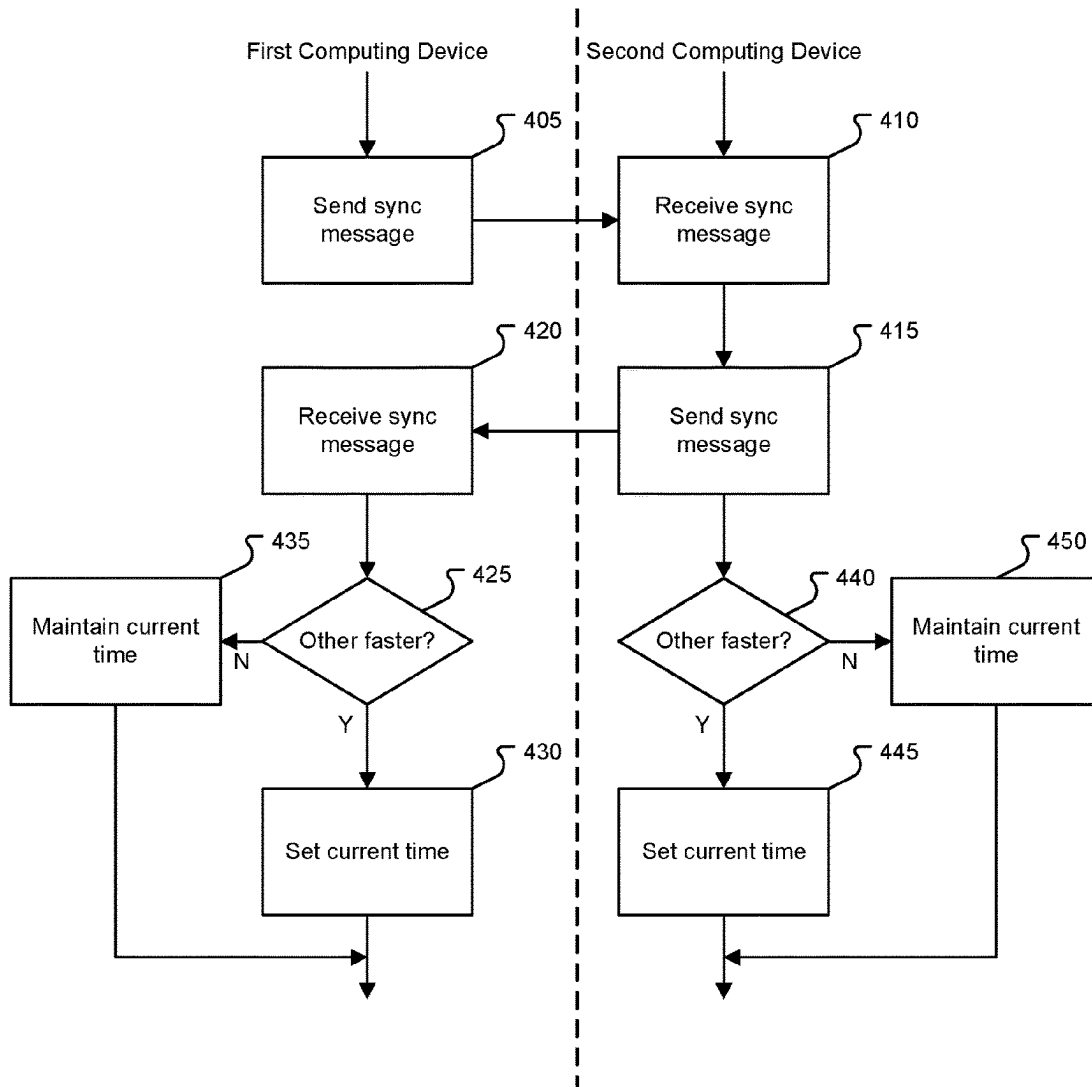 First Computing Device
Second Computing Device
405
410
Send sync
message
Receive sync
message
420
415
Receive sync
message
Send sync
message
435
425
440
450
Maintain current
time
Other faster?
Other faster?
Maintain current
time
N
N
Y
Y
430
445
Set current time
Set current time